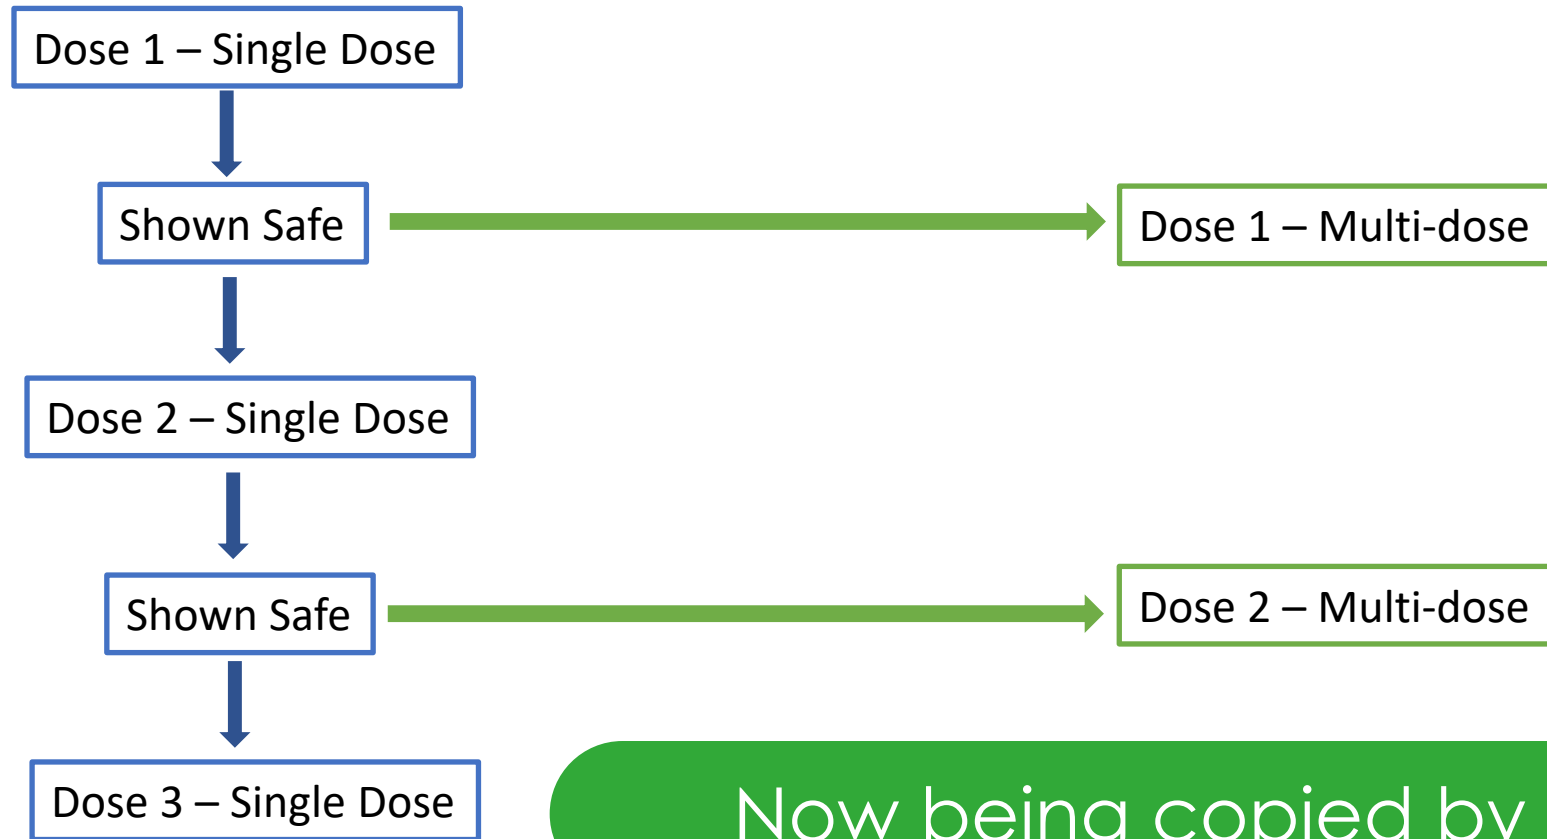 Dose 1 – Single Dose
Shown Safe
Dose 1 – Multi-dose
Dose 2 – Single Dose
Shown Safe
Dose 2 – Multi-dose
Dose 3 – Single Dose
Now being copied by